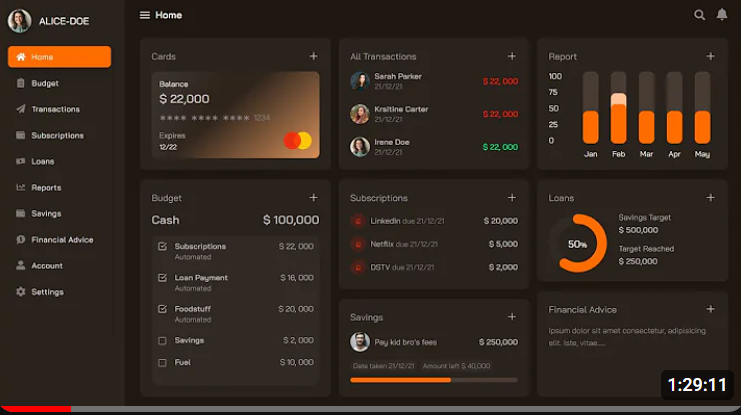 ALICE-DOE
Home
Budget
Transactions
Subscriptions
Loans
Reports
Savings
Financial Advice
Account
Settings
Home
Cards
Balance
$ 22,000
**** **** **** 1234
Expires
12/22
All Transactions
Sarah Parker
21/12/21
$ 22, 000
Krsitine Carter
21/12/21
$ 22, 000
Irene Doe
21/12/21
$ 22, 000
Report
100
75
50
25
0
Jan Feb Mar Apr May
Budget
Cash $ 100,000
Subscriptions $ 22, 000
Automated
Loan Payment $ 16, 000
Automated
Foodstuff $ 20, 000
Automated
Savings $ 2, 000
Fuel $ 10, 000
Subscriptions
LinkedIn due 21/12/21 $ 20,000
Netflix due 21/12/21 $ 5,000
DSTV due 21/12/21 $ 2,000
Savings
Pay kid bro's fees $ 250,000
Date taken 21/12/21 Amount left $ 40,000
Loans
50%
Savings Target
$ 500,000
Target Reached
$ 250,000
Financial Advice
Ipsum dolor sit amet consectetur, adipisicing
elit. Iste, vitae.....
1:29:11